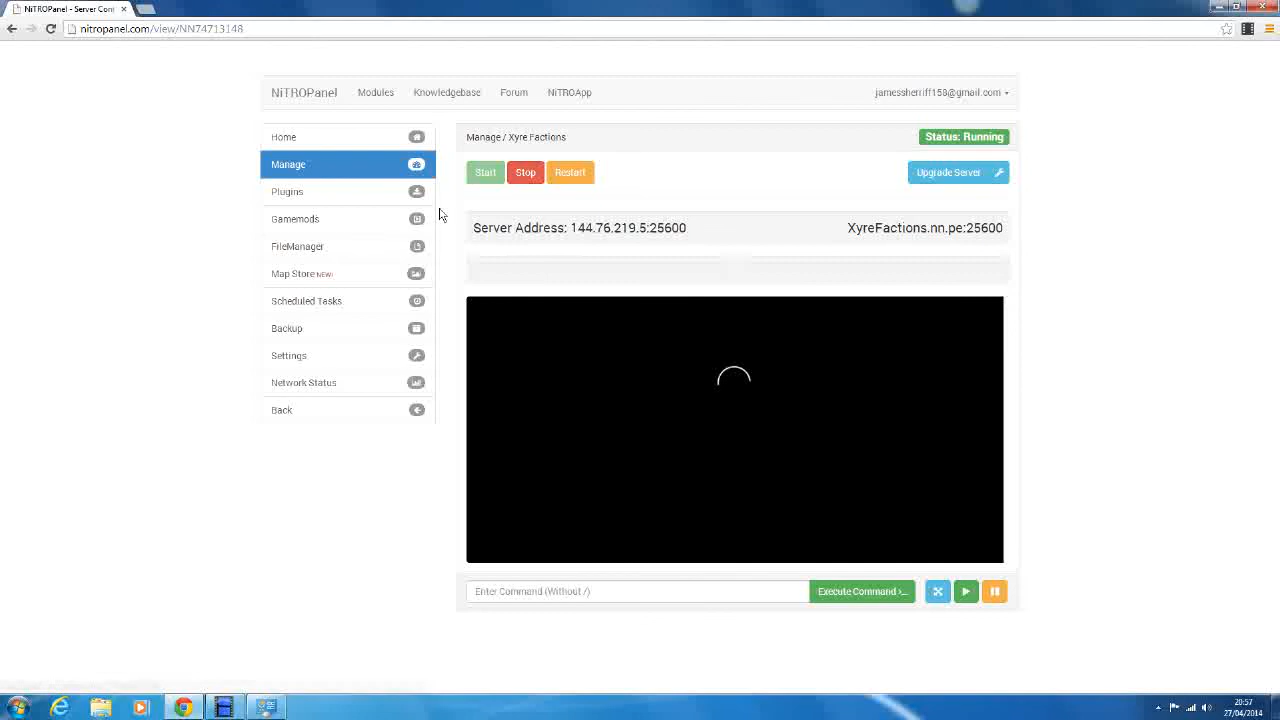 NiTROPanel - Server Con
nitropanel.com/view/NN74713148
NiTROPanel Modules Knowledgebase Forum NiTROApp jamessherriff158@gmail.com
Home
Manage
Plugins
Gamemods
FileManager
Map Store NEW!
Scheduled Tasks
Backup
Settings
Network Status
Back
Manage / Xyre Factions Status: Running
Start Stop Restart Upgrade Server
Server Address: 144.76.219.5:25600 XyreFactions.nn.pe:25600
Enter Command (Without /) Execute Command >_
20:57
27/04/2014